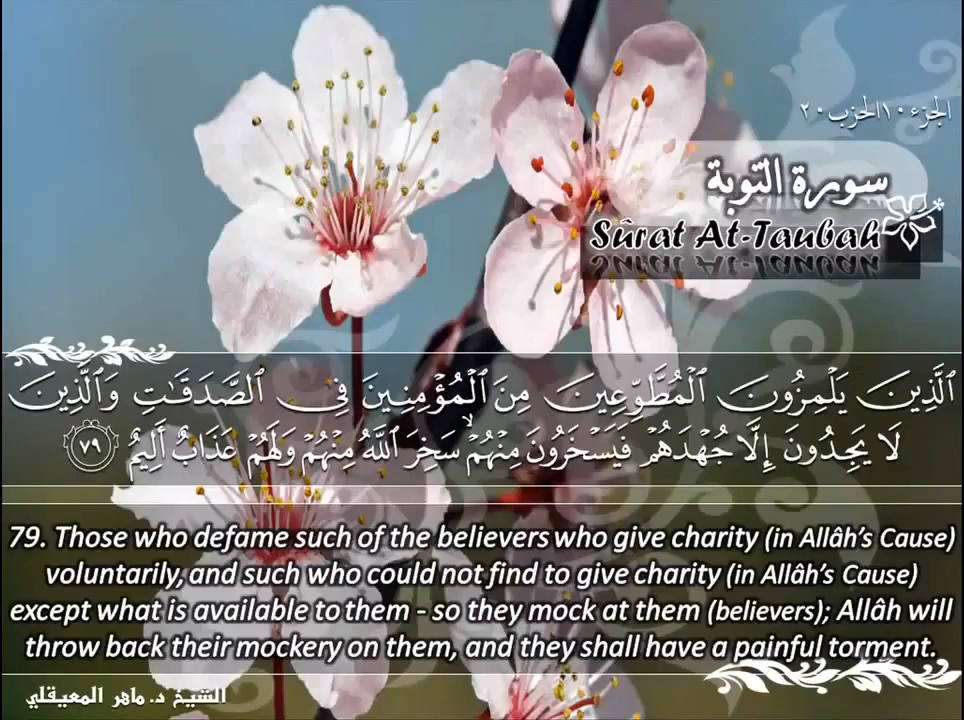 الجزء ١٠ الحزب ٢٠
سورة التوبة
Sûrat At-Taubah
ٱلَّذِينَ يَلْمِزُونَ ٱلْمُطَّوِّعِينَ مِنَ ٱلْمُؤْمِنِينَ فِى ٱلصَّدَقَـٰتِ وَٱلَّذِينَ
لَا يَجِدُونَ إِلَّا جُهْدَهُمْ فَيَسْخَرُونَ مِنْهُمْ ۙ سَخِرَ ٱللَّهُ مِنْهُمْ وَلَهُمْ عَذَابٌ أَلِيمٌ ٧٩
79. Those who defame such of the believers who give charity (in Allâh's Cause)
voluntarily, and such who could not find to give charity (in Allâh's Cause)
except what is available to them - so they mock at them (believers); Allâh will
throw back their mockery on them, and they shall have a painful torment.
الشيخ د. ماهر المعيقلي